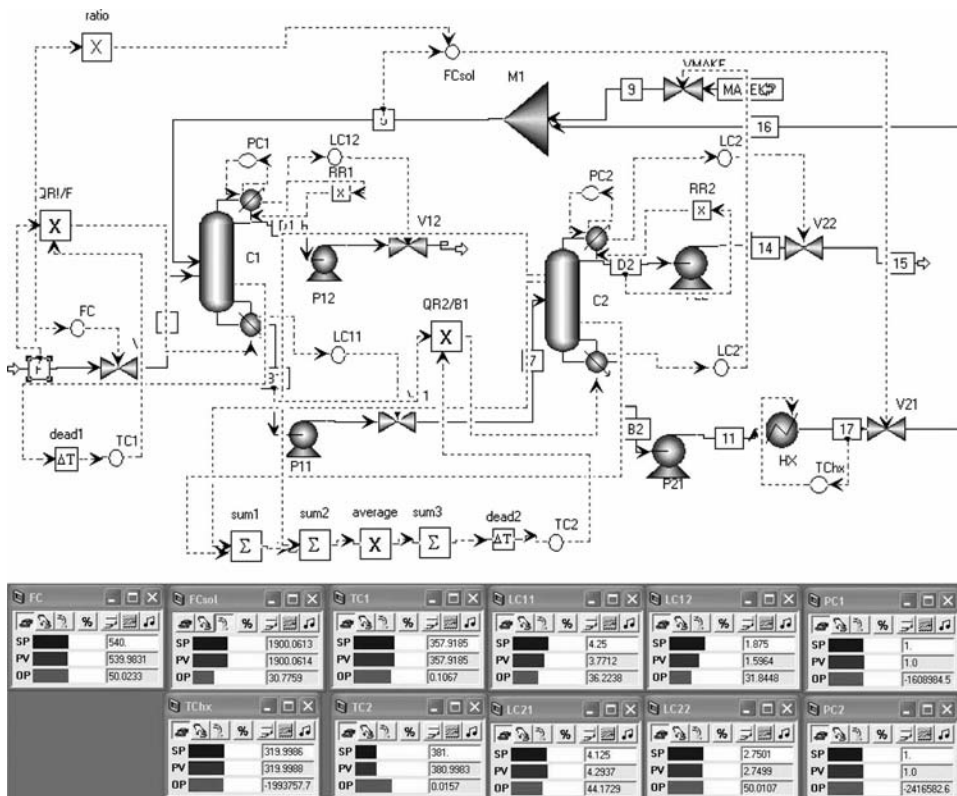 ratio
X
FCsol
M1
VMAKE
9
16
PC1
LC12
RR1
x
QR1/F
X
C1
V12
P12
PC2
LC2
RR2
x
D2
14
V22
15
C2
FC
QR2/B1
X
LC11
7
P11
B2
11
HX
17
V21
P21
TChx
dead1
ΔT
TC1
sum1
Σ
sum2
Σ
average
X
sum3
Σ
dead2
ΔT
TC2
FC
SP 540.
PV 539.9831
OP 50.0233
FCsol
%
SP 1900.0613
PV 1900.0614
OP 30.7759
TC1
%
SP 357.9185
PV 357.9185
OP 0.1067
LC11
%
SP 4.25
PV 3.7712
OP 36.2238
LC12
%
SP 1.875
PV 1.5964
OP 31.8448
PC1
%
SP 1.
PV 1.0
OP -1608984.5
TChx
%
SP 319.9986
PV 319.9988
OP -1993757.7
TC2
%
SP 381.
PV 380.9983
OP 0.0157
LC21
%
SP 4.125
PV 4.2937
OP 44.1729
LC22
%
SP 2.7501
PV 2.7499
OP 50.0107
PC2
%
SP 1.
PV 1.0
OP -2416582.6